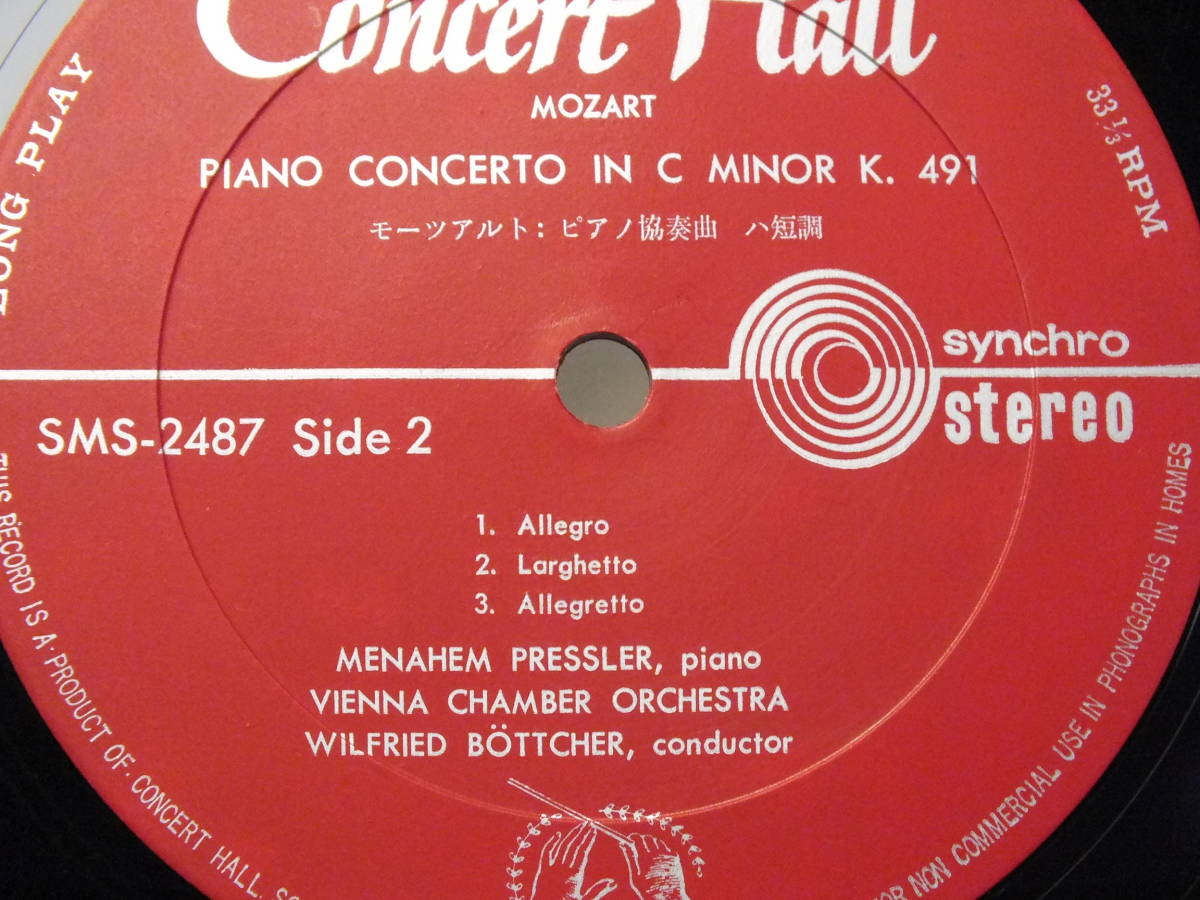 Concert Hall
MOZART
PIANO CONCERTO IN C MINOR K. 491
モーツアルト: ピアノ協奏曲 ハ短調
LONG PLAY
33 1/3 RPM
synchro
stereo
SMS-2487 Side 2
1. Allegro
2. Larghetto
3. Allegretto
MENAHEM PRESSLER, piano
VIENNA CHAMBER ORCHESTRA
WILFRIED BÖTTCHER, conductor
THIS RECORD IS A PRODUCT OF CONCERT HALL
FOR NON COMMERCIAL USE IN PHONOGRAPHS IN HOMES